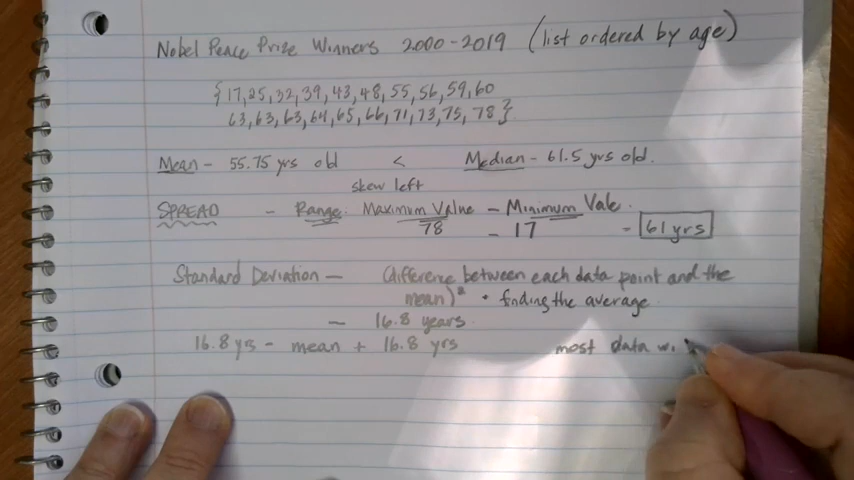 Nobel Peace Prize Winners 2000-2019 (list ordered by age)
{17,25,32,39,43,48,55,56,59,60
63,63,63,64,65,66,71,73,75,78}
Mean - 55.75 yrs old < Median - 61.5 yrs old.
skew left
SPREAD - Range. Maximum Value - Minimum Vale.
78 - 17 = 61 yrs
Standard Deviation - (difference between each data point and the
mean)² • finding the average
- 16.8 years.
16.8 yrs - mean + 16.8 yrs most data wi